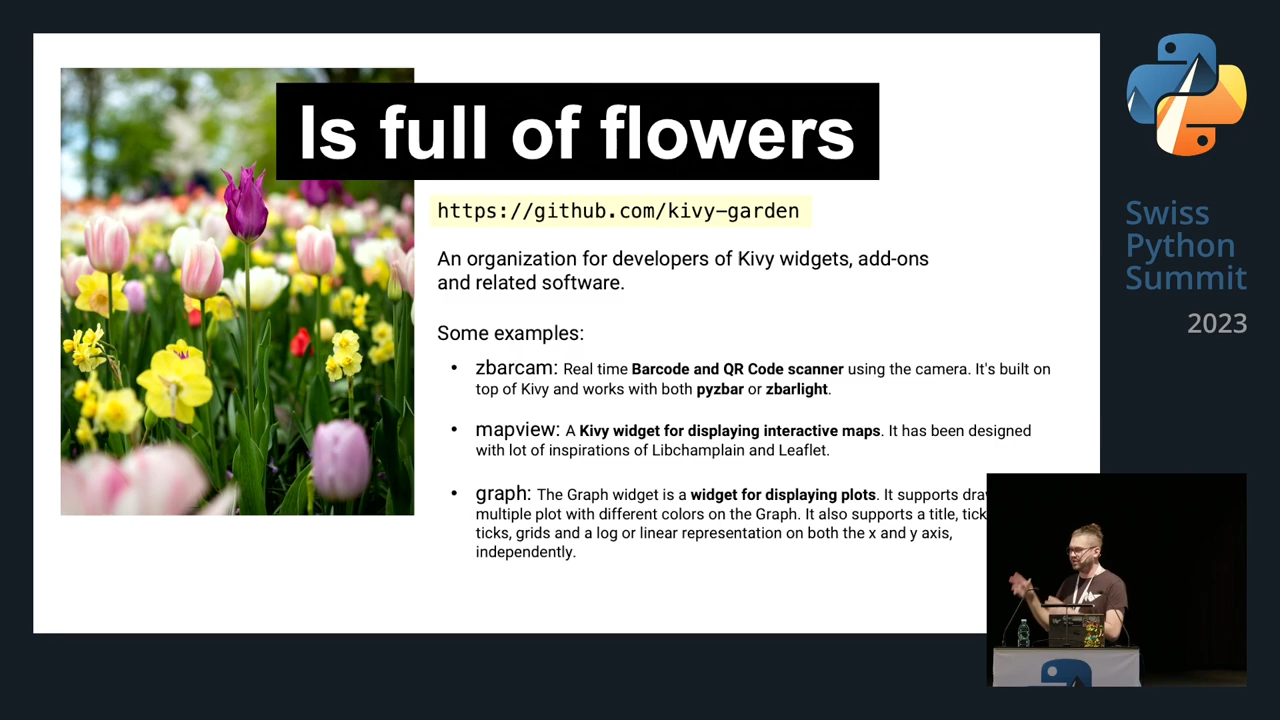 Is full of flowers
https://github.com/kivy-garden
An organization for developers of Kivy widgets, add-ons
and related software.
Some examples:
• zbarcam: Real time Barcode and QR Code scanner using the camera. It's built on
top of Kivy and works with both pyzbar or zbarlight.
• mapview: A Kivy widget for displaying interactive maps. It has been designed
with lot of inspirations of Libchamplain and Leaflet.
• graph: The Graph widget is a widget for displaying plots. It supports
multiple plot with different colors on the Graph. It also supports a title,
ticks, grids and a log or linear representation on both the x and y axis,
independently.
Swiss
Python
Summit
2023